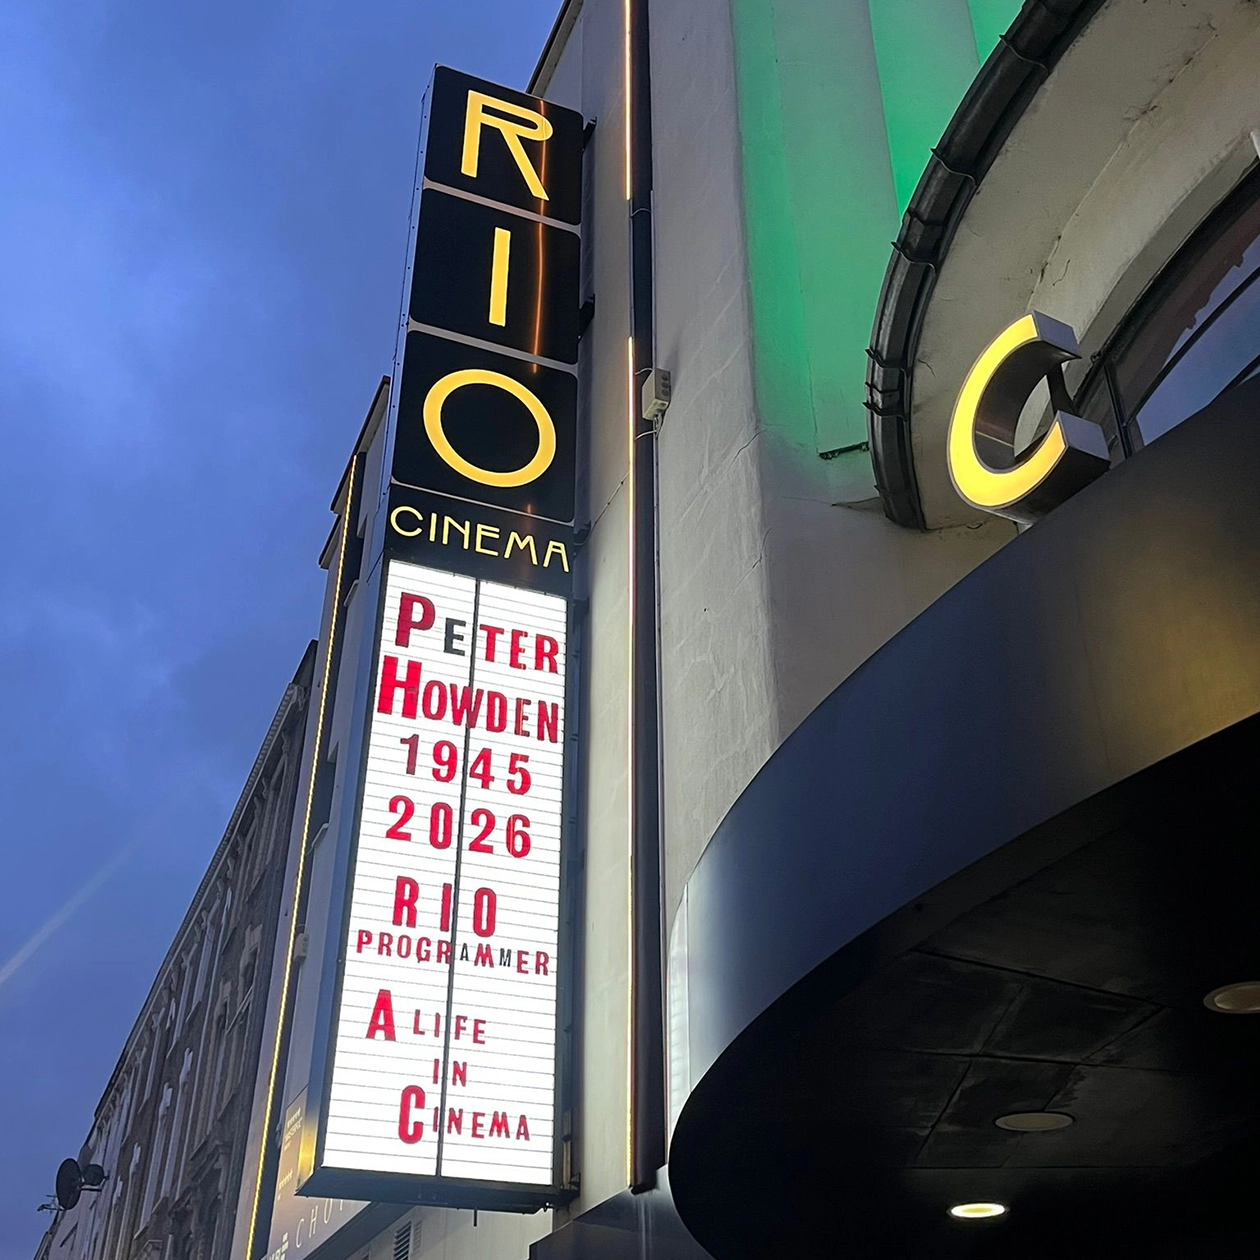 RIO
CINEMA
PETER
HOWDEN
1945
2026
RIO
PROGRAMMER
A LIFE
IN
CINEMA
C